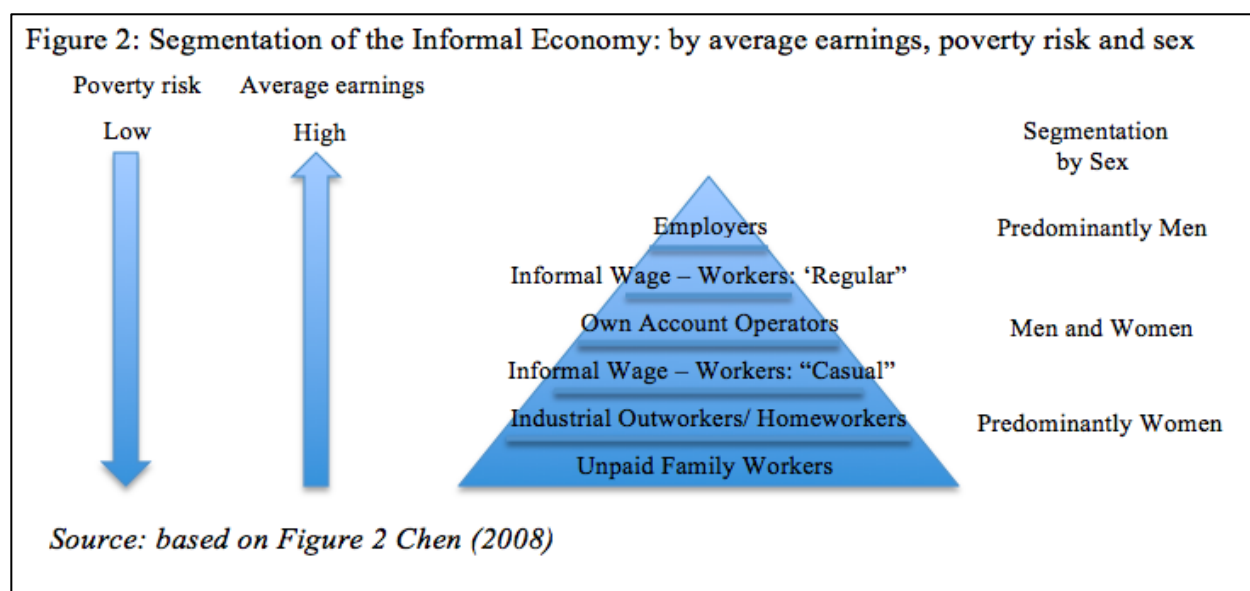 Figure 2: Segmentation of the Informal Economy: by average earnings, poverty risk and sex
Poverty risk
Average earnings
Low
High
Segmentation
by Sex
Employers
Predominantly Men
Informal Wage – Workers: ‘Regular”
Own Account Operators
Men and Women
Informal Wage – Workers: “Casual”
Industrial Outworkers/ Homeworkers
Predominantly Women
Unpaid Family Workers
Source: based on Figure 2 Chen (2008)